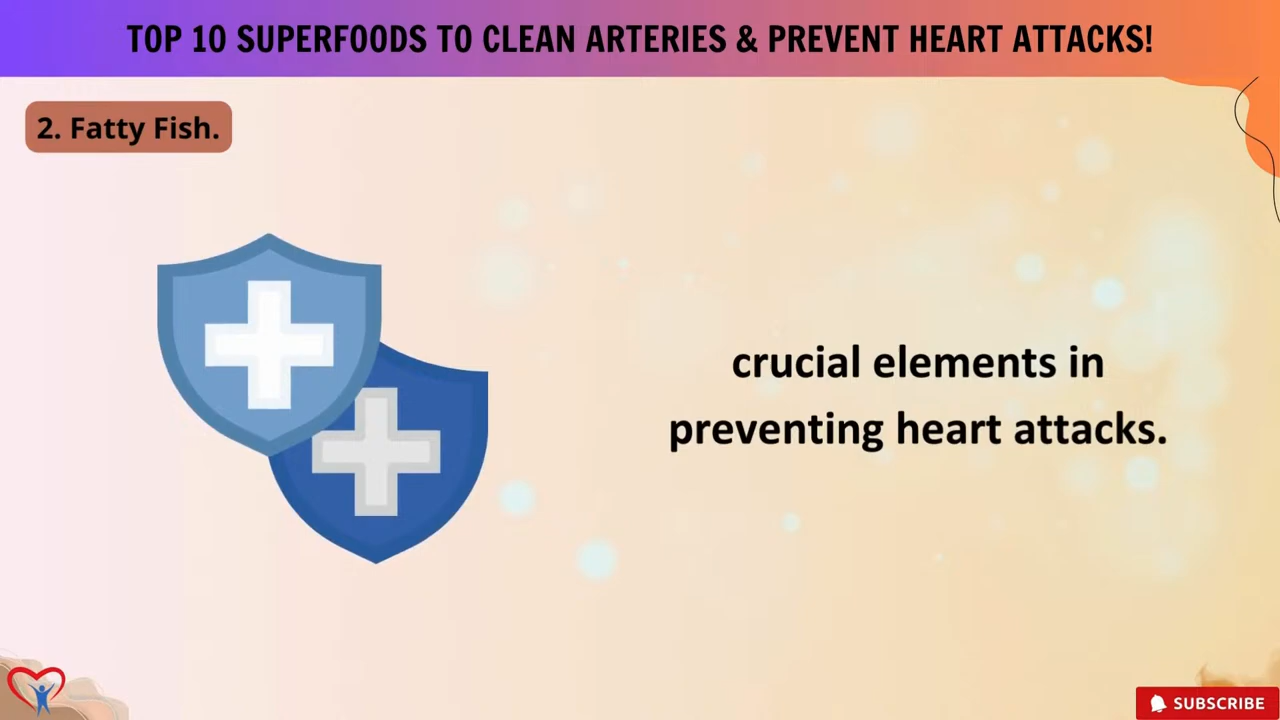 TOP 10 SUPERFOODS TO CLEAN ARTERIES & PREVENT HEART ATTACKS!
2. Fatty Fish.
crucial elements in
preventing heart attacks.
SUBSCRIBE